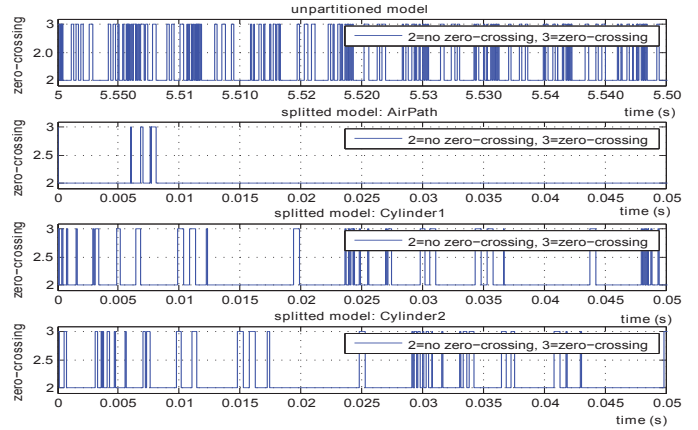 unpartitioned model
zero-crossing
3
2.0
2
2=no zero-crossing, 3=zero-crossing
5 5.550 5.51 5.510 5.52 5.520 5.53 5.530 5.54 5.540 5.50
time (s)
splitted model: AirPath
zero-crossing
3
2.5
2
2=no zero-crossing, 3=zero-crossing
0 0.005 0.01 0.015 0.02 0.025 0.03 0.035 0.04 0.045 0.05
time (s)
splitted model: Cylinder1
zero-crossing
3
2.5
2
2=no zero-crossing, 3=zero-crossing
0 0.005 0.01 0.015 0.02 0.025 0.03 0.035 0.04 0.045 0.05
time (s)
splitted model: Cylinder2
zero-crossing
3
2.5
2
2=no zero-crossing, 3=zero-crossing
0 0.005 0.01 0.015 0.02 0.025 0.03 0.035 0.04 0.045 0.05
time (s)